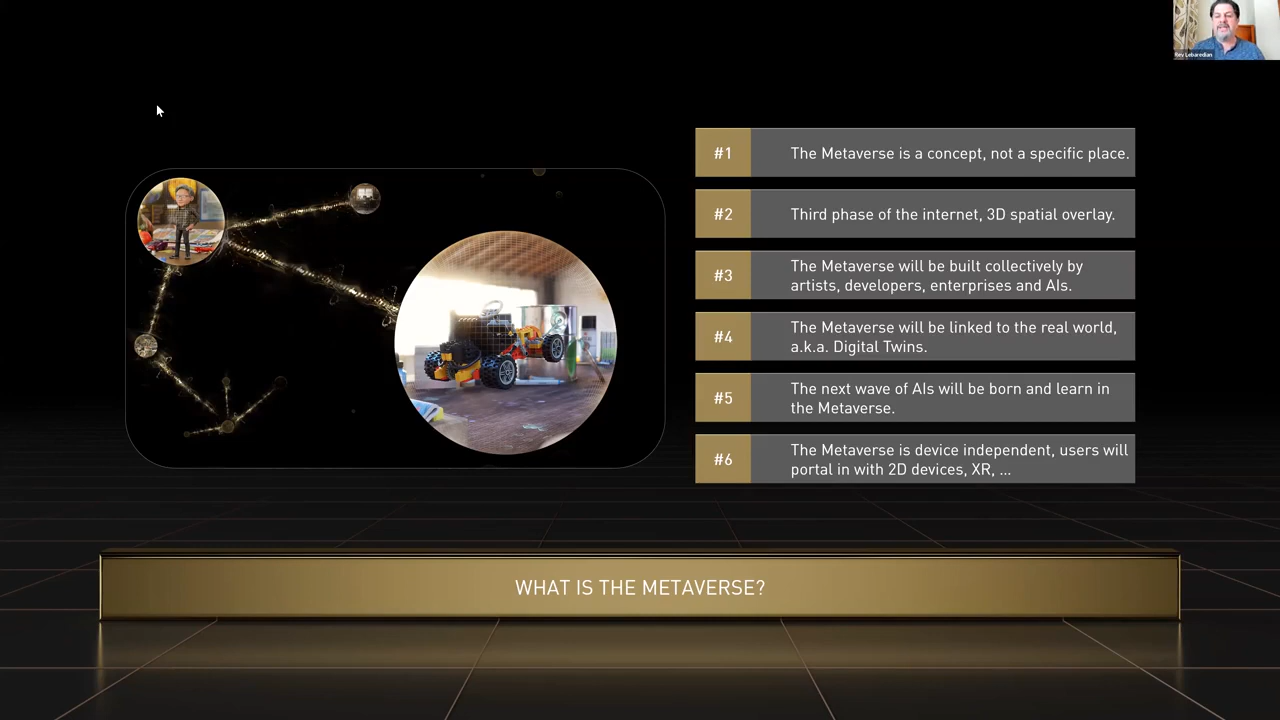 Rev Lebaredian
#1
The Metaverse is a concept, not a specific place.
#2
Third phase of the internet, 3D spatial overlay.
#3
The Metaverse will be built collectively by
artists, developers, enterprises and AIs.
#4
The Metaverse will be linked to the real world,
a.k.a. Digital Twins.
#5
The next wave of AIs will be born and learn in
the Metaverse.
#6
The Metaverse is device independent, users will
portal in with 2D devices, XR, ...
WHAT IS THE METAVERSE?